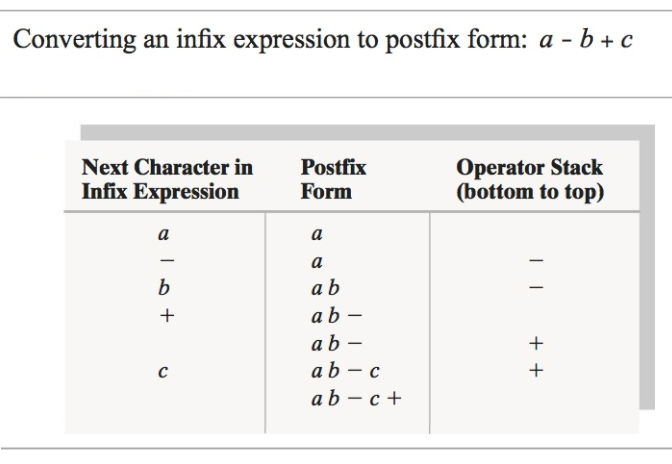 Converting an infix expression to postfix form: a - b + c
Next Character in Infix Expression Postfix Form Operator Stack (bottom to top)
a a
– a –
b a b –
+ a b –
a b – +
c a b – c +
a b – c +